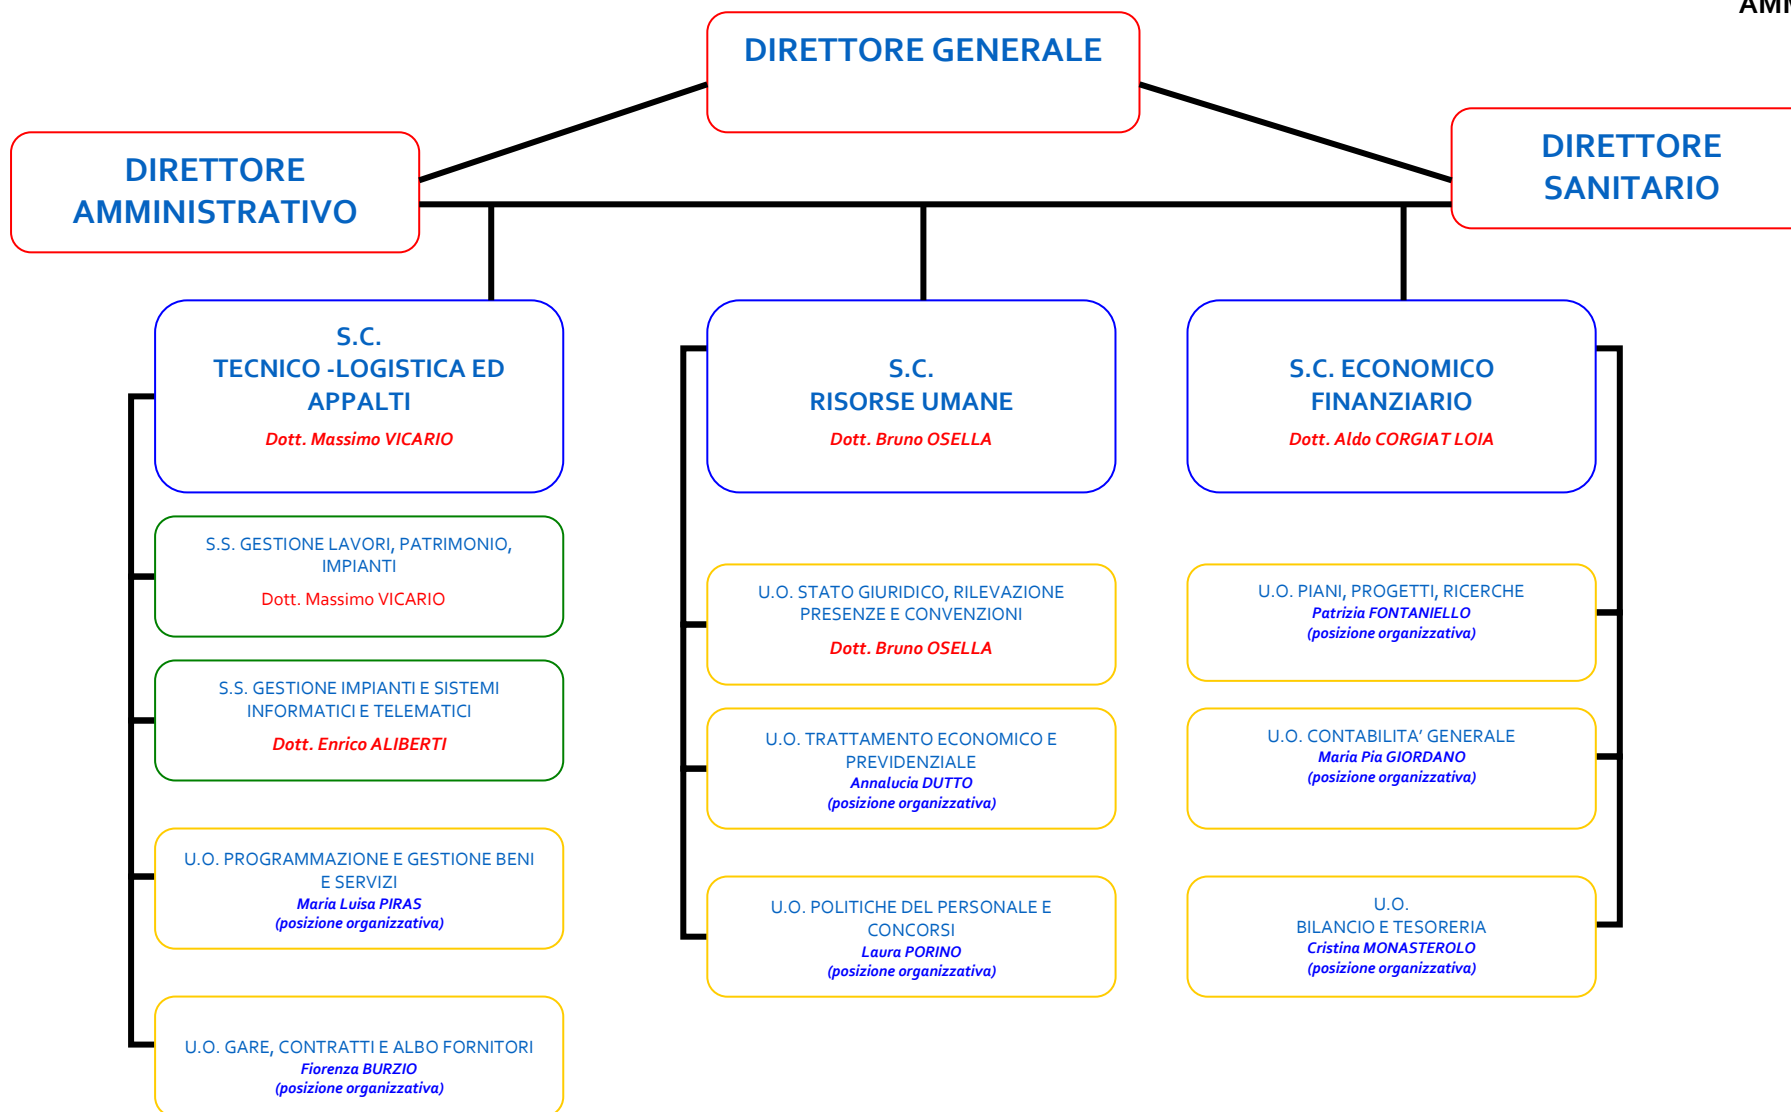 DIRETTORE GENERALE
DIRETTORE
AMMINISTRATIVO
DIRETTORE
SANITARIO
S.C.
TECNICO -LOGISTICA ED
APPALTI
Dott. Massimo VICARIO
S.S. GESTIONE LAVORI, PATRIMONIO,
IMPIANTI
Dott. Massimo VICARIO
S.S. GESTIONE IMPIANTI E SISTEMI
INFORMATICI E TELEMATICI
Dott. Enrico ALIBERTI
U.O. PROGRAMMAZIONE E GESTIONE BENI
E SERVIZI
Maria Luisa PIRAS
(posizione organizzativa)
U.O. GARE, CONTRATTI E ALBO FORNITORI
Fiorenza BURZIO
(posizione organizzativa)
S.C.
RISORSE UMANE
Dott. Bruno OSELLA
U.O. STATO GIURIDICO, RILEVAZIONE
PRESENZE E CONVENZIONI
Dott. Bruno OSELLA
U.O. TRATTAMENTO ECONOMICO E
PREVIDENZIALE
Annalucia DUTTO
(posizione organizzativa)
U.O. POLITICHE DEL PERSONALE E
CONCORSI
Laura PORINO
(posizione organizzativa)
S.C. ECONOMICO
FINANZIARIO
Dott. Aldo CORGIAT LOIA
U.O. PIANI, PROGETTI, RICERCHE
Patrizia FONTANIELLO
(posizione organizzativa)
U.O. CONTABILITA’ GENERALE
Maria Pia GIORDANO
(posizione organizzativa)
U.O.
BILANCIO E TESORERIA
Cristina MONASTEROLO
(posizione organizzativa)